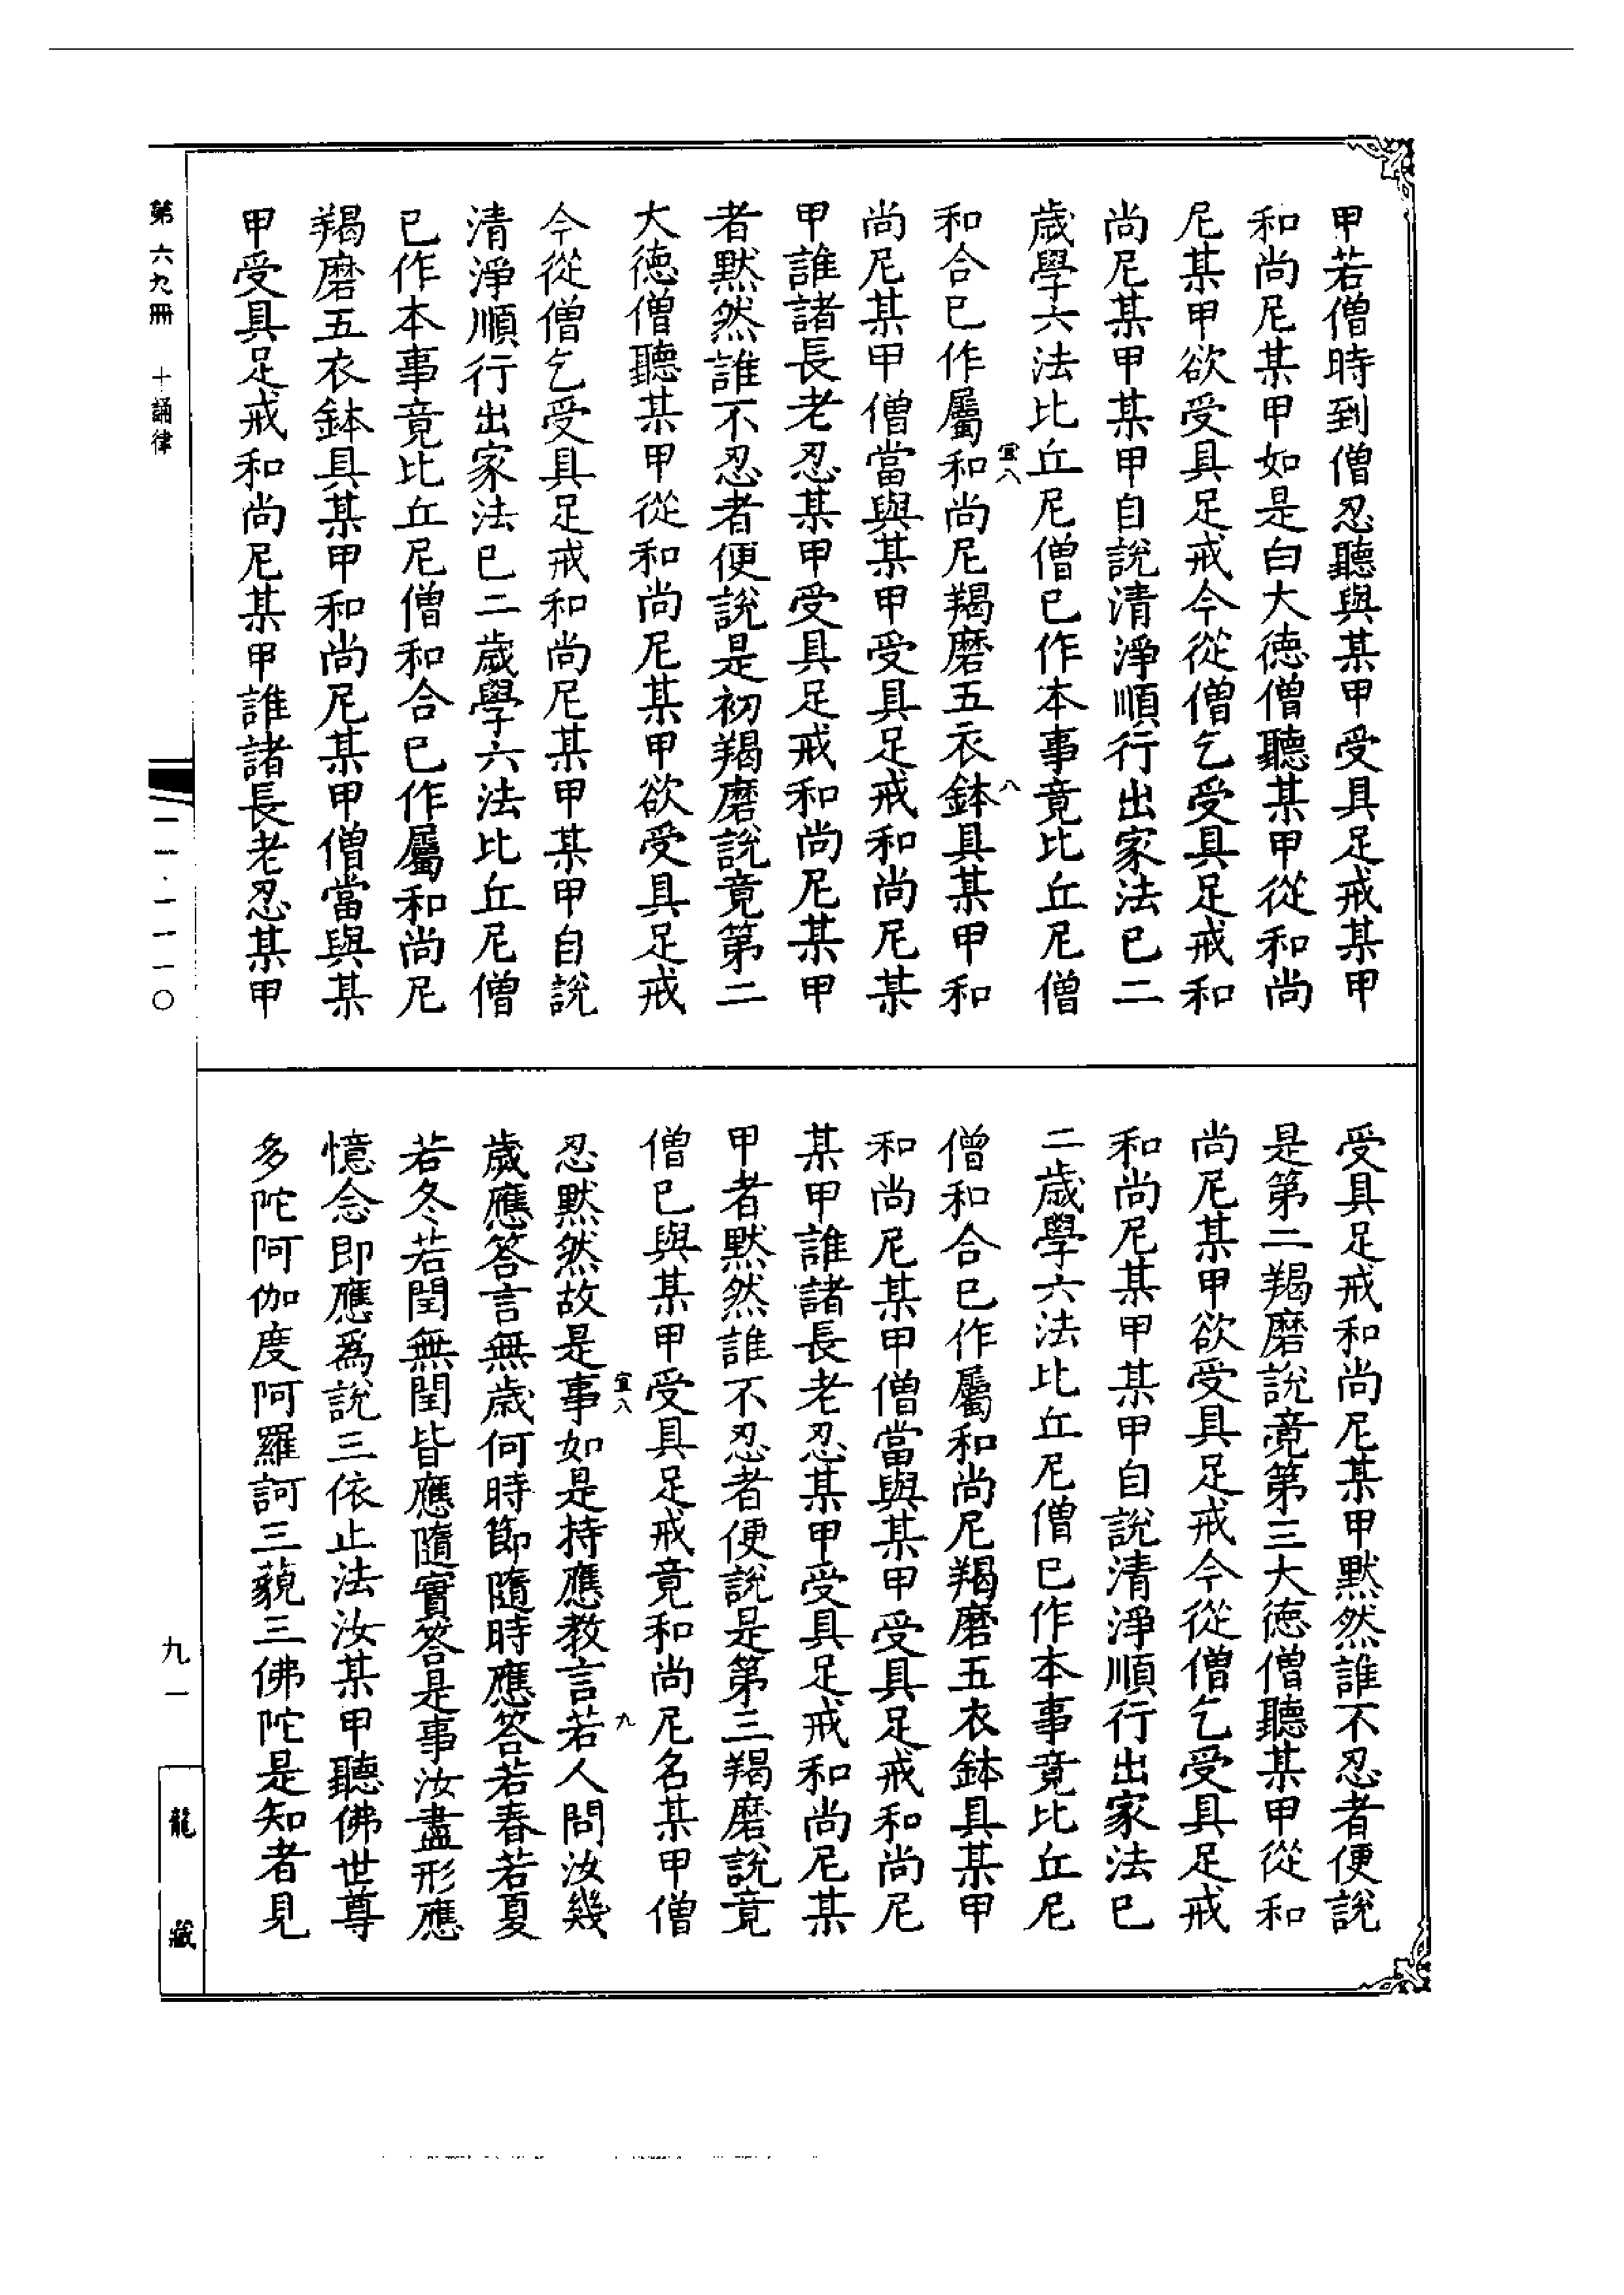 甲若僧時到僧忍聽與某甲受具足戒某甲
和尚尼某甲如是白大德僧聽某甲從和尚
尼某甲欲受具足戒今從僧乞受具足戒和
尚尼某甲某甲自說清淨順行出家法已二
歲學六法比丘尼僧已作本事竟比丘尼僧
宜八
八
和合已作屬和尚尼羯磨五衣鉢具某甲和
尚尼某甲僧當與某甲受具足戒和尚尼某
甲誰諸長老忍某甲受具足戒和尚尼某甲
者默然誰不忍者便說是初羯磨說竟第二
大德僧聽某甲從和尚尼某甲欲受具足戒
今從僧乞受具足戒和尚尼某甲某甲自說
清淨順行出家法已二歲學六法比丘尼僧
已作本事竟比丘尼僧和合已作屬和尚尼
羯磨五衣鉢具某甲和尚尼某甲僧當與某
甲受具足戒和尚尼某甲誰諸長老忍某甲
受具足戒和尚尼某甲默然誰不忍者便說
是第二羯磨說竟第三大德僧聽某甲從和
尚尼某甲欲受具足戒今從僧乞受具足戒
和尚尼某甲某甲自說清淨順行出家法已
二歲學六法比丘尼僧已作本事竟比丘尼
僧和合已作屬和尚尼羯磨五衣鉢具某甲
和尚尼某甲僧當與某甲受具足戒和尚尼
某甲誰諸長老忍某甲受具足戒和尚尼某
甲者默然誰不忍者便說是第三羯磨說竟
僧已與某甲受具足戒竟和尚尼名某甲僧
宜八
九
忍默然故是事如是持應教言若人問汝幾
歲應答言無歲何時節隨時應答若春若夏
若冬若閏無閏皆應隨實答是事汝盡形應
憶念即應為說三依止法汝某甲聽佛世尊
多陀阿伽度阿羅訶三藐三佛陀是知者見
第六九冊 十誦律
九一
龍藏